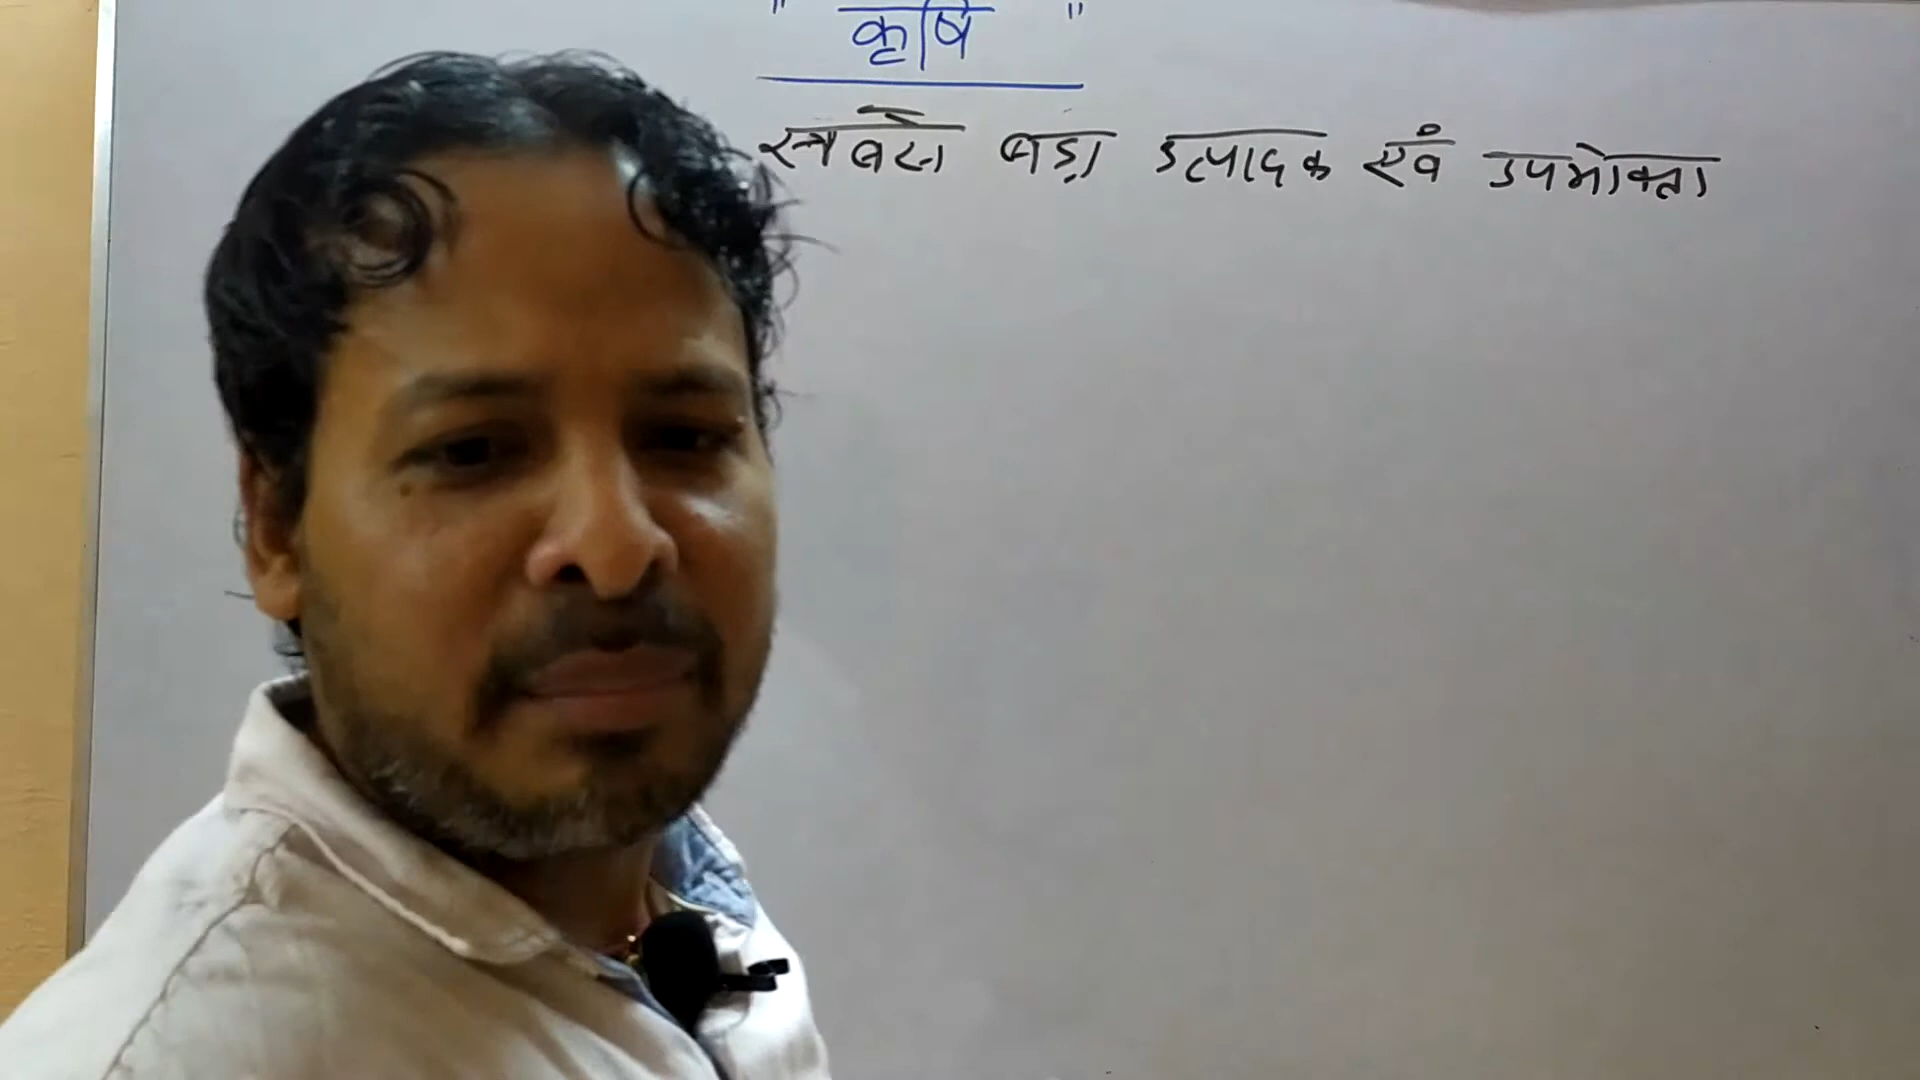 " कृषि "
सबसे बड़ा उत्पादक एवं उपभोक्ता